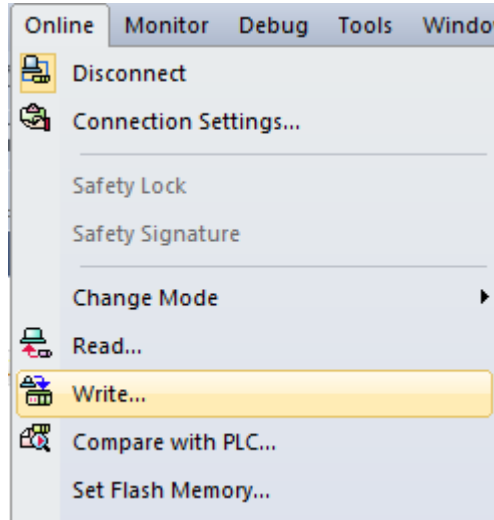 Online Monitor Debug Tools Windo
Disconnect
Connection Settings...
Safety Lock
Safety Signature
Change Mode
Read...
Write...
Compare with PLC...
Set Flash Memory...